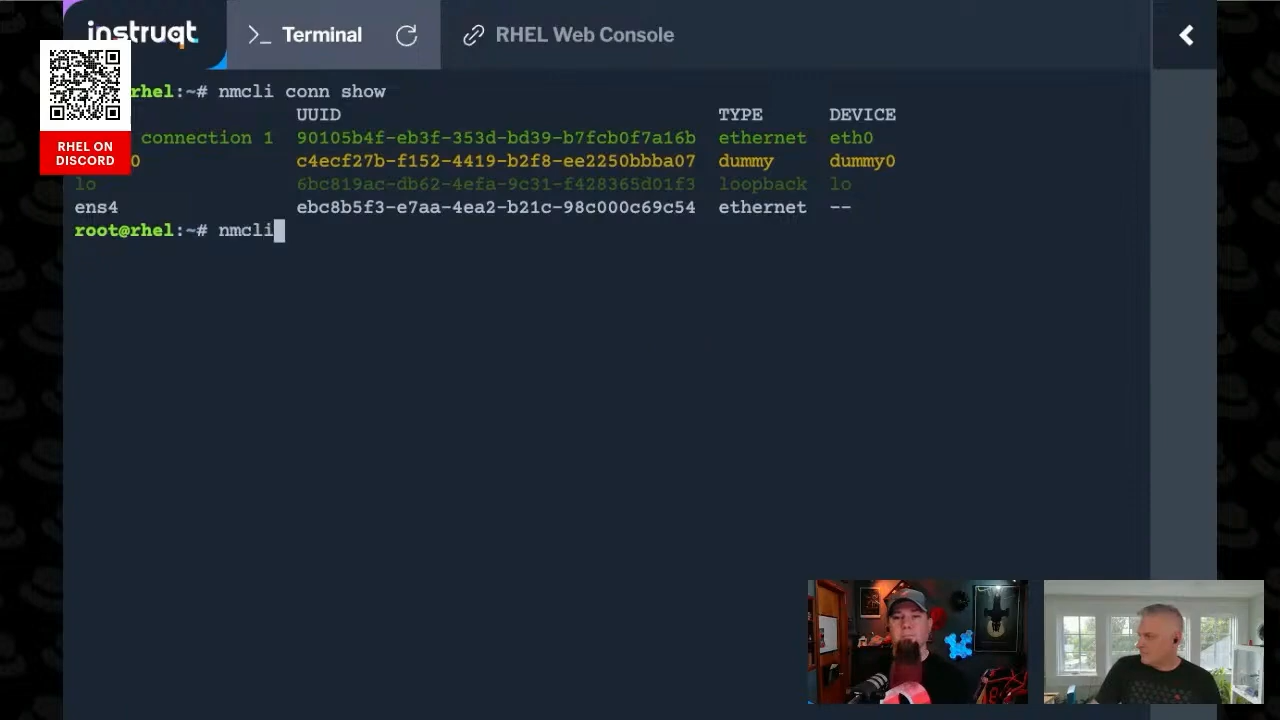 instruqt
>_ Terminal
RHEL Web Console
RHEL ON
DISCORD
rhel:~# nmcli conn show
UUID TYPE DEVICE
connection 1 90105b4f-eb3f-353d-bd39-b7fcb0f7a16b ethernet eth0
0 c4ecf27b-f152-4419-b2f8-ee2250bbba07 dummy dummy0
lo 6bc819ac-db62-4efa-9c31-f428365d01f3 loopback lo
ens4 ebc8b5f3-e7aa-4ea2-b21c-98c000c69c54 ethernet --
root@rhel:~# nmcli